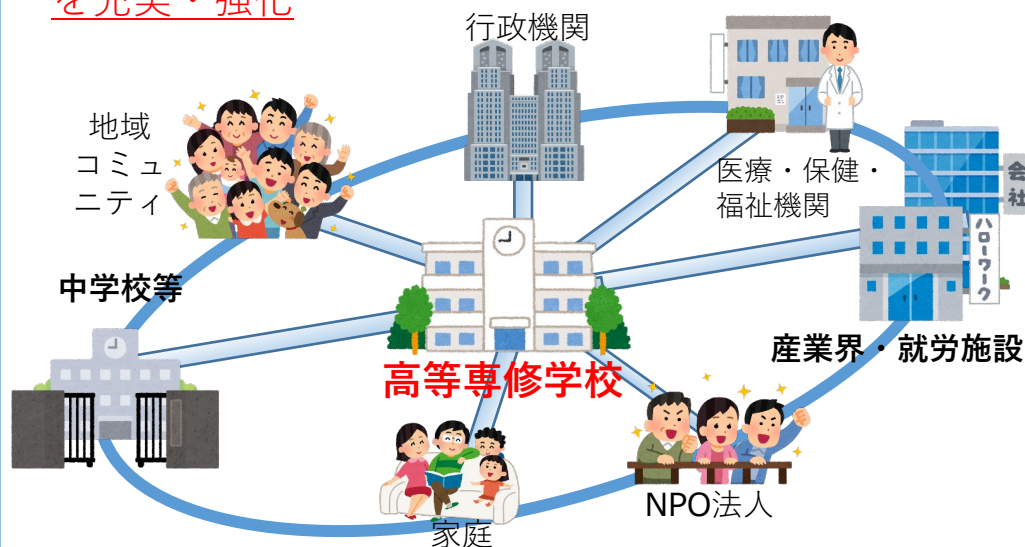 を充実・強化
行政機関
地域
コミュ
ニティ
医療・保健・
福祉機関
会社
ハローワーク
中学校等
産業界・就労施設
高等専修学校
NPO法人
家庭